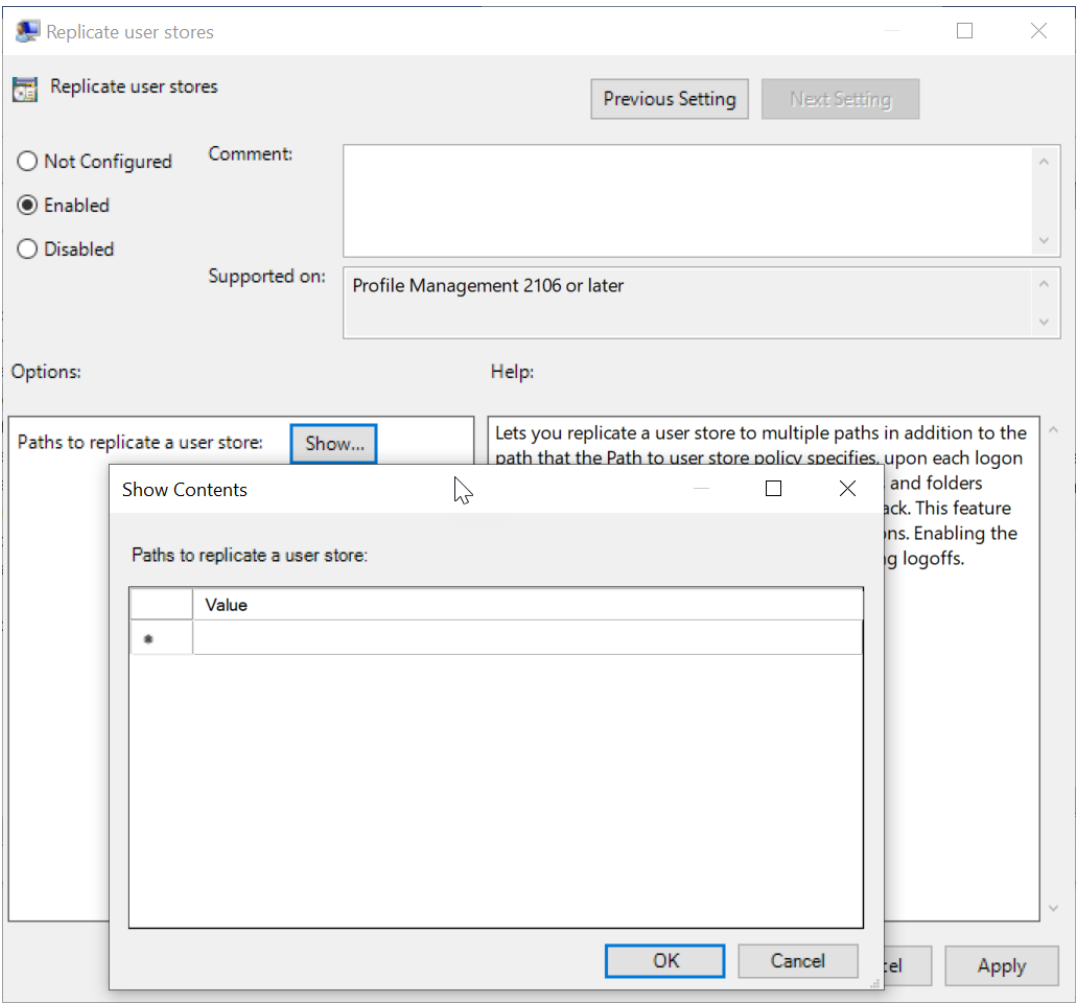 Replicate user stores
Replicate user stores
Previous Setting
Next Setting
Not Configured
Comment:
Enabled
Disabled
Supported on:
Profile Management 2106 or later
Options:
Help:
Paths to replicate a user store:
Show...
Lets you replicate a user store to multiple paths in addition to the
path that the Path to user store policy specifies, upon each logon
and folders
This feature
Enabling the
logoffs.
Show Contents
Paths to replicate a user store:
Value
OK
Cancel
Apply